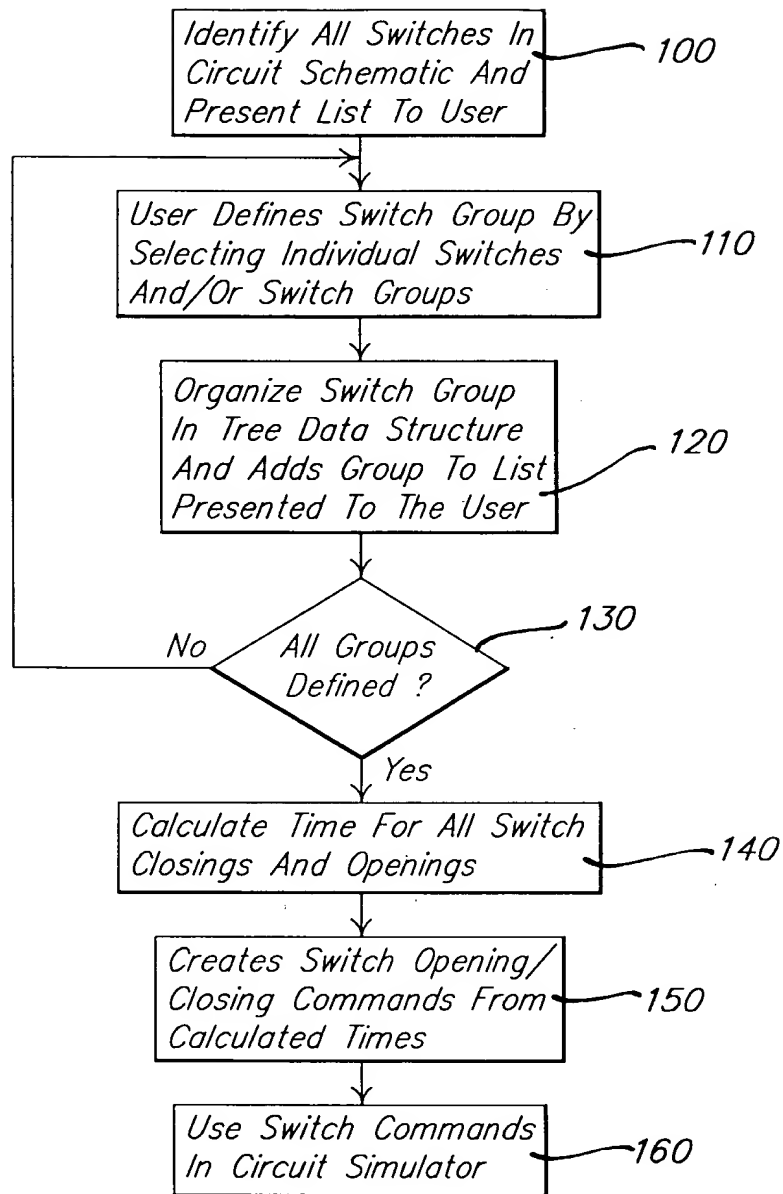 Identify All Switches In
Circuit Schematic And
Present List To User
100
User Defines Switch Group By
Selecting Individual Switches
And/Or Switch Groups
110
Organize Switch Group
In Tree Data Structure
And Adds Group To List
Presented To The User
120
130
No
All Groups
Defined ?
Yes
Calculate Time For All Switch
Closings And Openings
140
Creates Switch Opening/
Closing Commands From
Calculated Times
150
Use Switch Commands
In Circuit Simulator
160